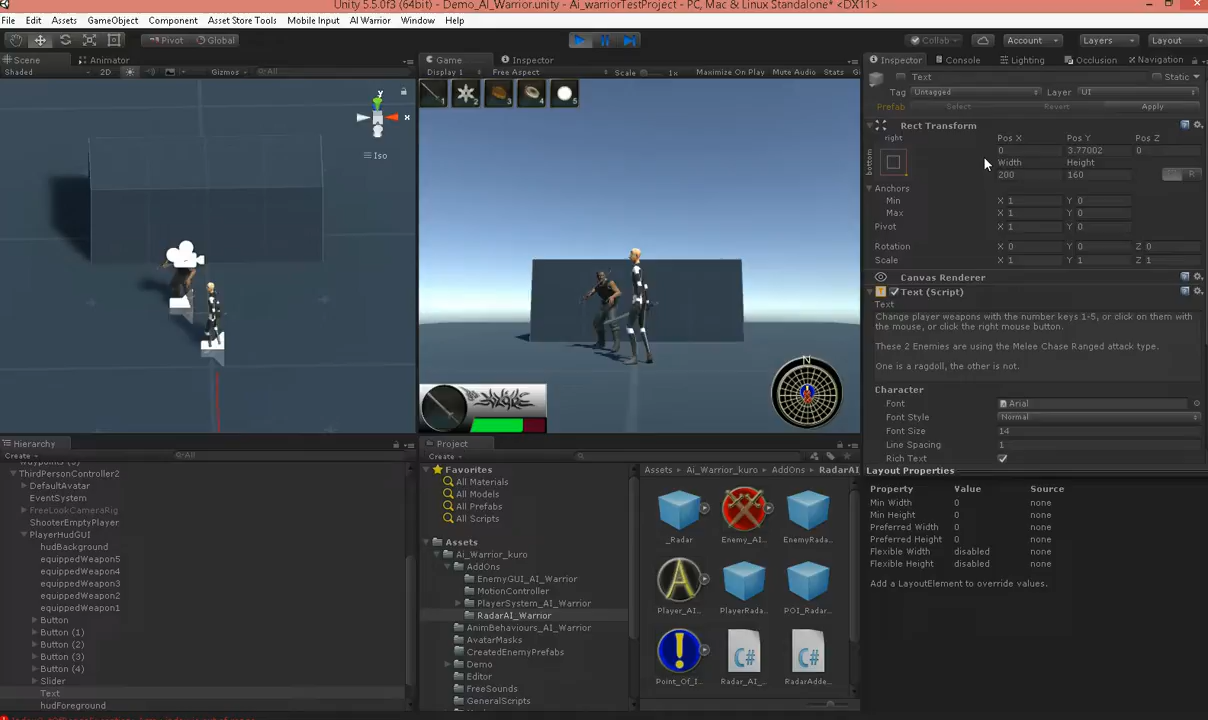 Unity 5.5.0f3 (64bit) - Demo_AI_Warrior.unity - Ai_warriorTestProject - PC, Mac & Linux Standalone* <DX11>
File Edit Assets GameObject Component Asset Store Tools Mobile Input AI Warrior Window Help
Pivot Global Collab Account Layers Layout
Scene Animator
Shaded 2D Gizmos All
y
x
Iso
Game Inspector
Display 1 Free Aspect Scale 1x Maximize On Play Mute Audio Stats
1 2 3 4 5
N
Inspector Console Lighting Occlusion Navigation
Text Static
Tag Untagged Layer UI
Prefab Select Revert Apply
Rect Transform
right Pos X Pos Y Pos Z
bottom 0 3.77002 0
Width Height
200 160 R
Anchors
Min X 1 Y 0
Max X 1 Y 0
Pivot X 1 Y 0
Rotation X 0 Y 0 Z 0
Scale X 1 Y 1 Z 1
Canvas Renderer
Text (Script)
Text
Change player weapons with the number keys 1-5, or click on them with
the mouse, or click the right mouse button.
These 2 Enemies are using the Melee Chase Ranged attack type.
One is a ragdoll, the other is not.
Character
Font Arial
Font Style Normal
Font Size 14
Line Spacing 1
Rich Text
Layout Properties
Property Value Source
Min Width 0 none
Min Height 0 none
Preferred Width 0 none
Preferred Height 0 none
Flexible Width disabled none
Flexible Height disabled none
Add a LayoutElement to override values.
Hierarchy
Create All
ThirdPersonController2
DefaultAvatar
EventSystem
FreeLookCameraRig
ShooterEmptyPlayer
PlayerHudGUI
hudBackground
equippedWeapon5
equippedWeapon4
equippedWeapon3
equippedWeapon2
equippedWeapon1
Button
Button (1)
Button (2)
Button (3)
Button (4)
Slider
Text
hudForeground
Project
Create
Favorites
All Materials
All Models
All Prefabs
All Scripts
Assets
Ai_Warrior_kuro
AddOns
EnemyGUI_AI_Warrior
MotionController
PlayerSystem_AI_Warrior
RadarAI_Warrior
AnimBehaviours_AI_Warrior
AvatarMasks
CreatedEnemyPrefabs
Demo
Editor
FreeSounds
GeneralScripts
Assets Ai_Warrior_kuro AddOns RadarAI
_Radar Enemy_AI... EnemyRada...
Player_AI... PlayerRada... POI_Radar...
Point_Of_I... Radar_AI_... RadarAdde...